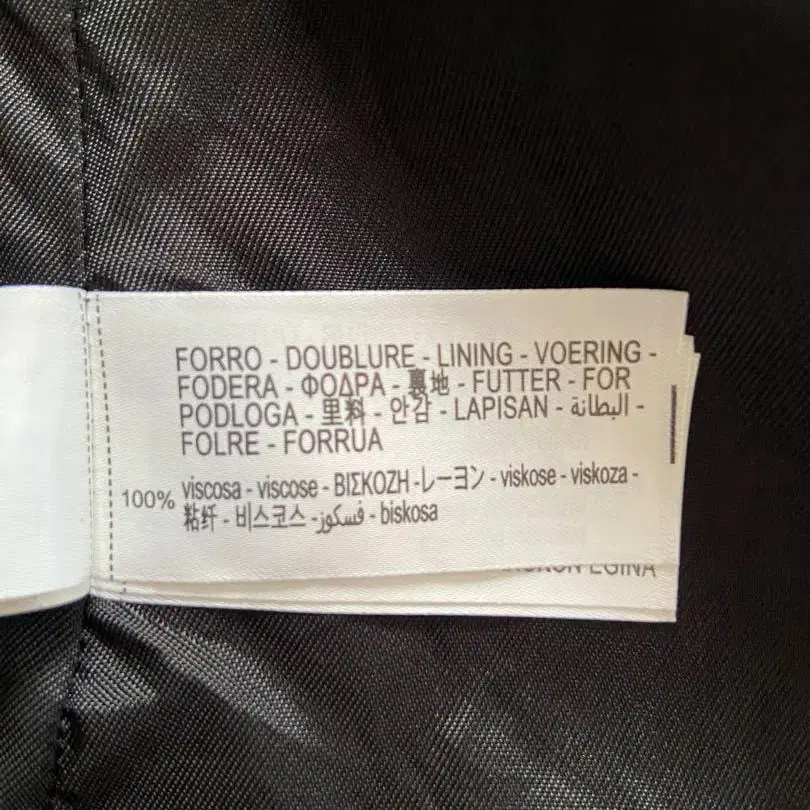 FORRO - DOUBLURE - LINING - VOERING -
FODERA - ΦΟΔΡΑ - 裏地 - FUTTER - FOR
PODLOGA - 里料 - 안감 - LAPISAN - البطانة -
FOLRE - FORRUA
100% viscosa - viscose - ΒΙΣΚΟΖΗ -レーヨン - viskose - viskoza -
粘纤 - 비스코스 - فسكوز - biskosa
EGINA